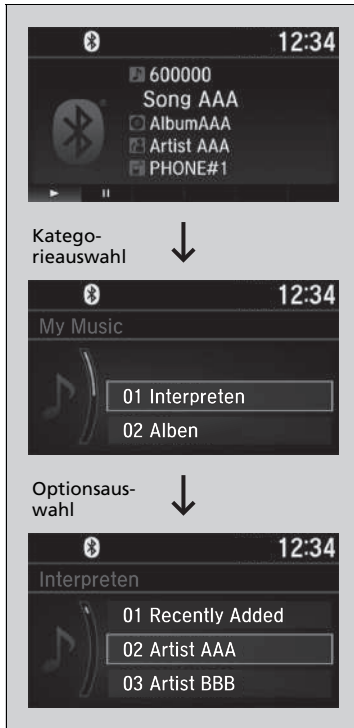 12:34
600000
Song AAA
AlbumAAA
Artist AAA
PHONE#1
Katego-
rieauswahl
12:34
My Music
01 Interpreten
02 Alben
Optionsaus-
wahl
12:34
Interpreten
01 Recently Added
02 Artist AAA
03 Artist BBB